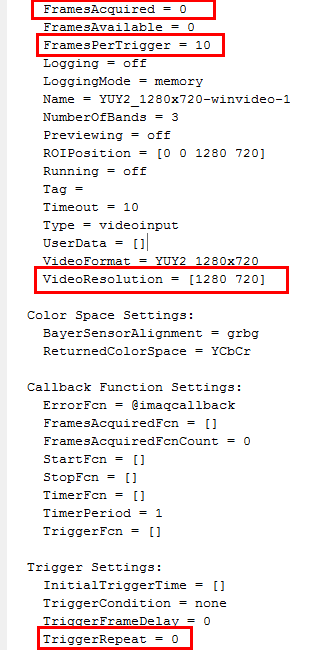 FramesAcquired = 0
FramesAvailable = 0
FramesPerTrigger = 10
Logging = off
LoggingMode = memory
Name = YUY2_1280x720-winvideo-1
NumberOfBands = 3
Previewing = off
ROIPosition = [0 0 1280 720]
Running = off
Tag =
Timeout = 10
Type = videoinput
UserData = []
VideoFormat = YUY2_1280x720
VideoResolution = [1280 720]
Color Space Settings:
BayerSensorAlignment = grbg
ReturnedColorSpace = YCbCr
Callback Function Settings:
ErrorFcn = @imaqcallback
FramesAcquiredFcn = []
FramesAcquiredFcnCount = 0
StartFcn = []
StopFcn = []
TimerFcn = []
TimerPeriod = 1
TriggerFcn = []
Trigger Settings:
InitialTriggerTime = []
TriggerCondition = none
TriggerFrameDelay = 0
TriggerRepeat = 0